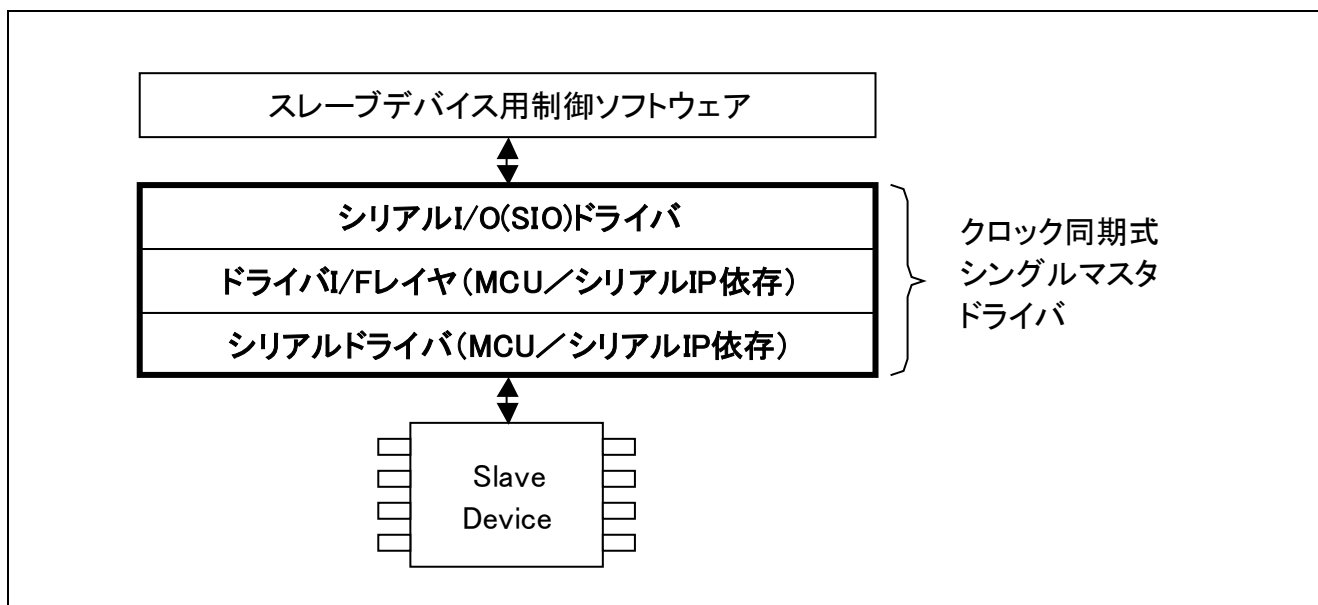 スレーブデバイス用制御ソフトウェア
シリアルI/O(SIO)ドライバ
ドライバI/Fレイヤ(MCU/シリアルIP依存)
シリアルドライバ(MCU/シリアルIP依存)
クロック同期式
シングルマスタ
ドライバ
Slave
Device